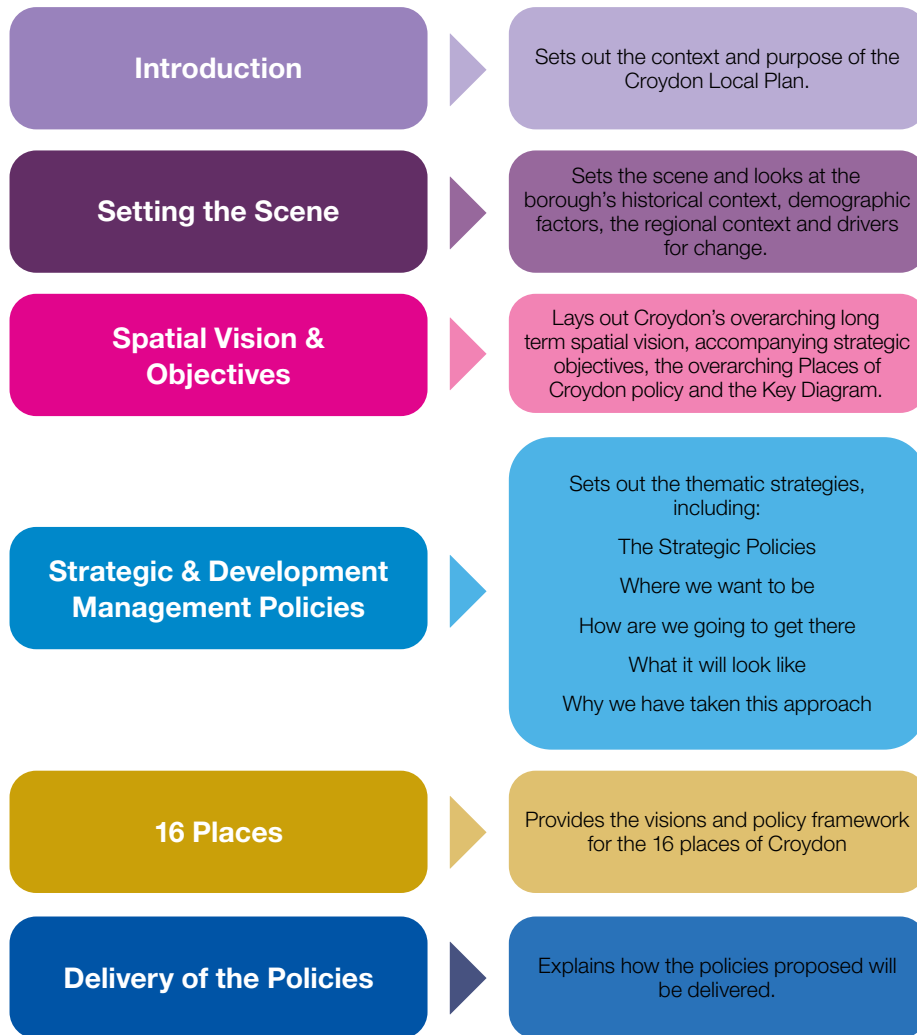 Introduction
Sets out the context and purpose of the
Croydon Local Plan.
Setting the Scene
Sets the scene and looks at the
borough’s historical context, demographic
factors, the regional context and drivers
for change.
Spatial Vision &
Objectives
Lays out Croydon’s overarching long
term spatial vision, accompanying strategic
objectives, the overarching Places of
Croydon policy and the Key Diagram.
Strategic & Development
Management Policies
Sets out the thematic strategies,
including:
The Strategic Policies
Where we want to be
How are we going to get there
What it will look like
Why we have taken this approach
16 Places
Provides the visions and policy framework
for the 16 places of Croydon
Delivery of the Policies
Explains how the policies proposed will
be delivered.